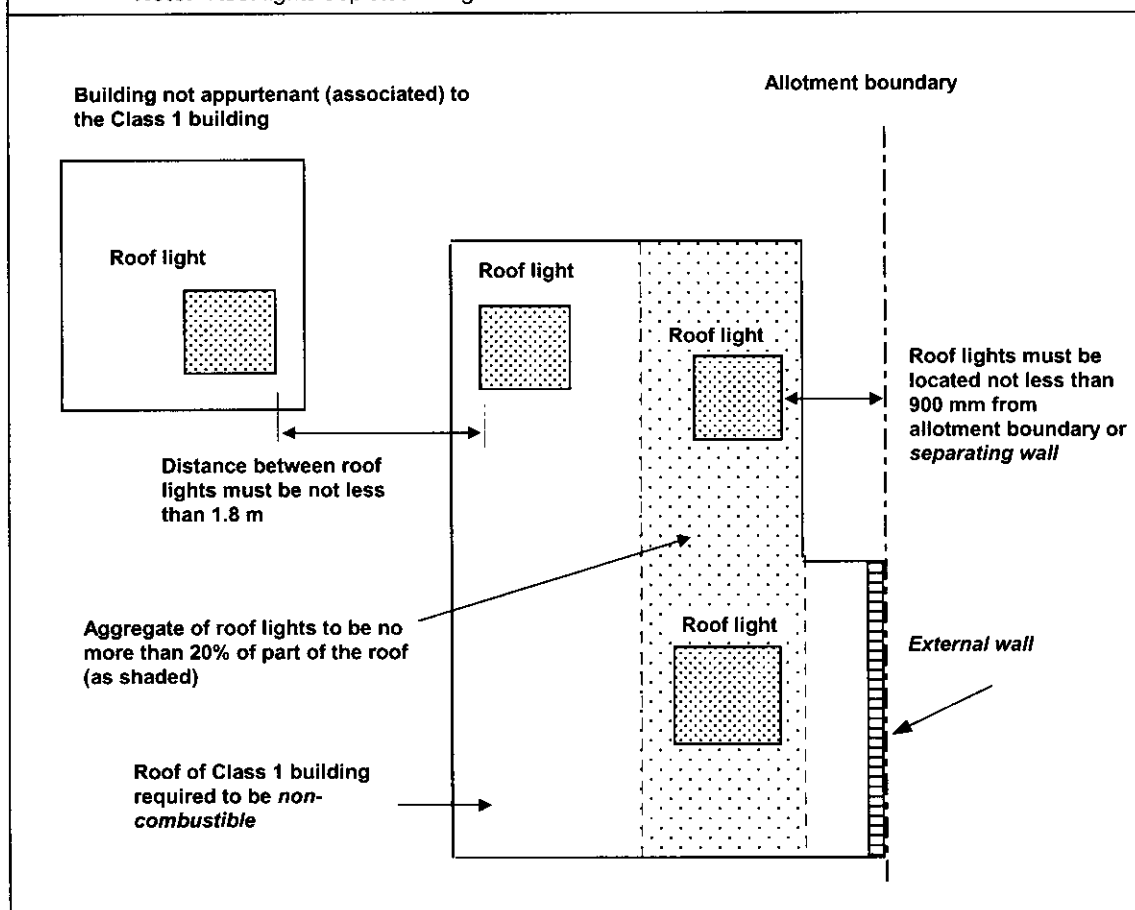 Building not appurtenant (associated) to
the Class 1 building
Allotment boundary
Roof light
Roof light
Roof light
Roof lights must be
located not less than
900 mm from
allotment boundary or
separating wall
Distance between roof
lights must be not less
than 1.8 m
Aggregate of roof lights to be no
more than 20% of part of the roof
(as shaded)
Roof light
External wall
Roof of Class 1 building
required to be non-
combustible